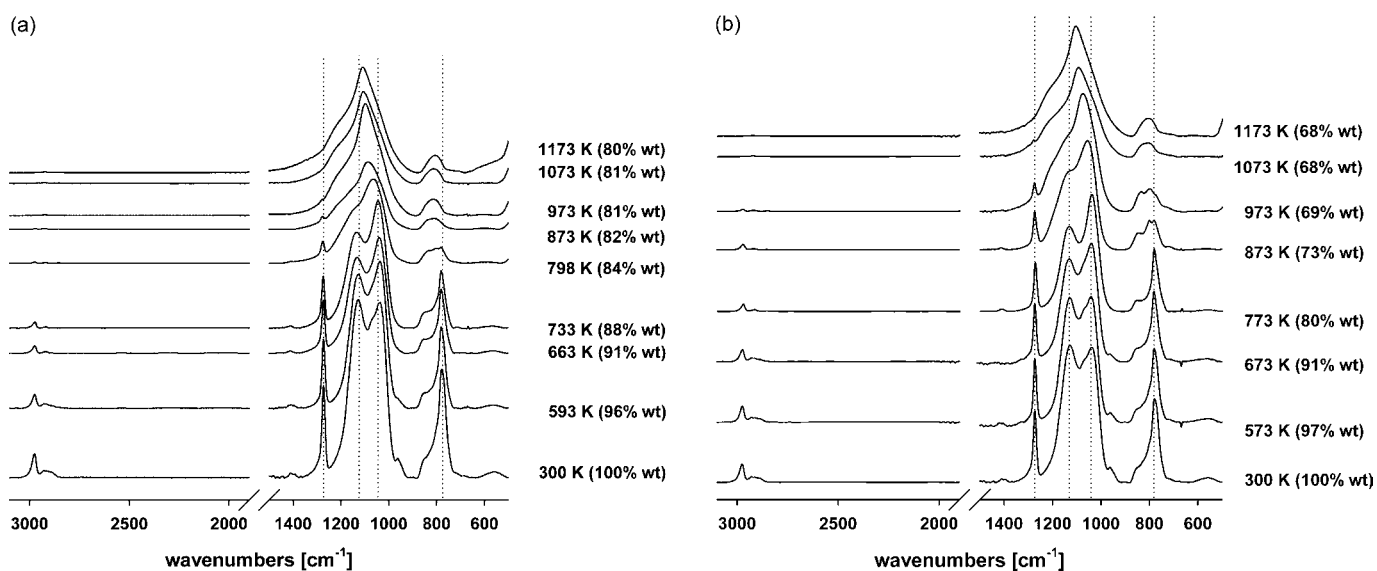 (a)
1173 K (80% wt)
1073 K (81% wt)
973 K (81% wt)
873 K (82% wt)
798 K (84% wt)
733 K (88% wt)
663 K (91% wt)
593 K (96% wt)
300 K (100% wt)
3000 2500 2000 1400 1200 1000 800 600
wavenumbers [cm⁻¹]
(b)
1173 K (68% wt)
1073 K (68% wt)
973 K (69% wt)
873 K (73% wt)
773 K (80% wt)
673 K (91% wt)
573 K (97% wt)
300 K (100% wt)
3000 2500 2000 1400 1200 1000 800 600
wavenumbers [cm⁻¹]